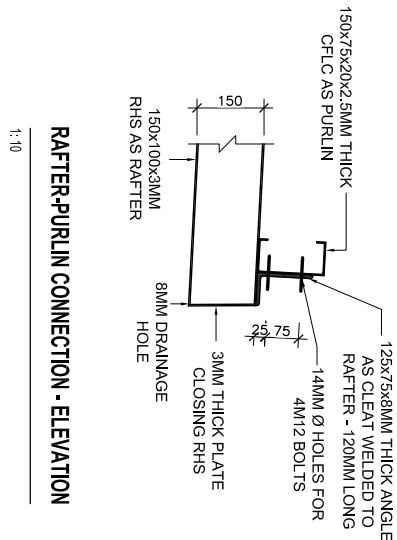 150x75x20x2.5MM THICK
CFLC AS PURLIN
125x75x8MM THICK ANGLE
AS CLEAT WELDED TO
RAFTER - 120MM LONG
14MM Ø HOLES FOR
4M12 BOLTS
150
25 75
150x100x3MM
RHS AS RAFTER
3MM THICK PLATE
CLOSING RHS
8MM DRAINAGE
HOLE
RAFTER-PURLIN CONNECTION - ELEVATION
1:10